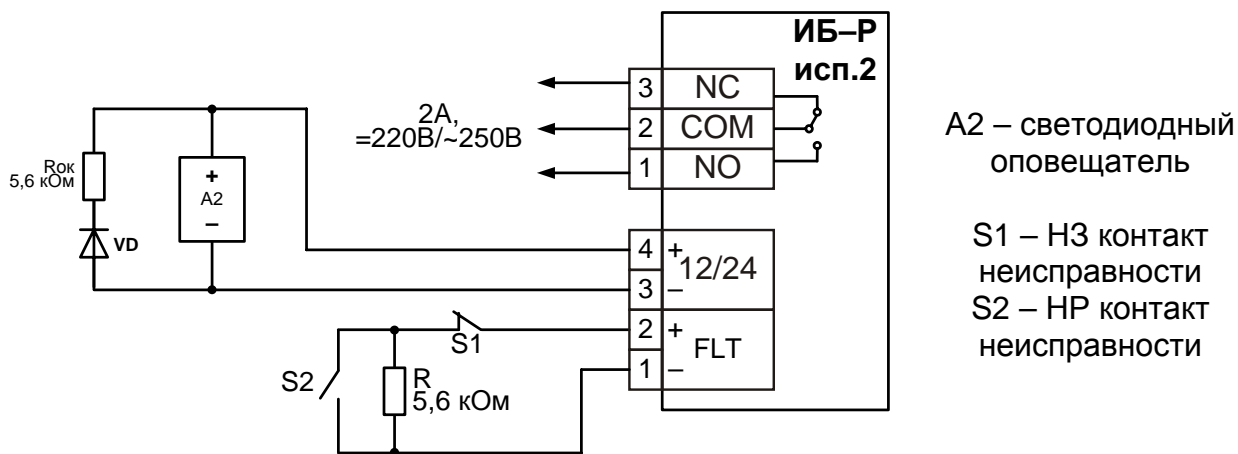 ИБ–Р
исп.2
3 NC
2 COM
1 NO
2А,
=220В/~250В
Rок
5,6 кОм
+
А2
–
VD
4 +
12/24
3 –
2 +
FLT
1 –
S1
S2
R
5,6 кОм
А2 – светодиодный
оповещатель
S1 – НЗ контакт
неисправности
S2 – НР контакт
неисправности